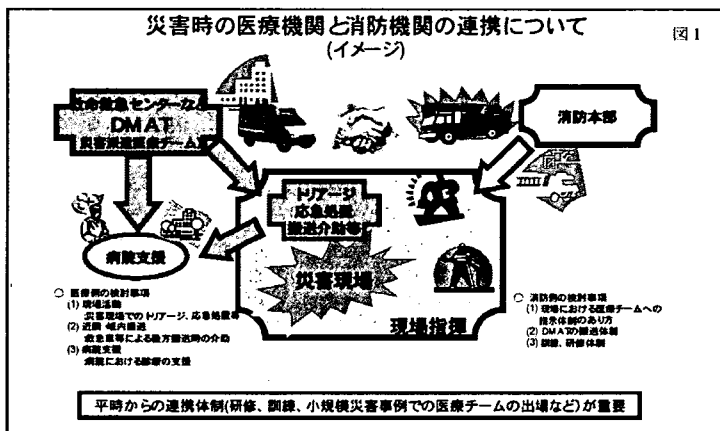 災害時の医療機関と消防機関の連携について
(イメージ)
図1
救命救急センターなど
DMAT
災害派遣医療チーム
消防本部
トリアージ
応急処置
搬送介助等
病院支援
災害現場
現場指揮
○ 医療側の検討事項
(1) 現場活動
災害現場でのトリアージ、応急処置等
(2) 近隣・域内搬送
救急車等による後方搬送時の介助
(3) 病院支援
病院における診療の支援
○ 消防側の検討事項
(1) 現場における医療チームへの
指示体制のあり方
(2) DMATの搬送体制
(3) 訓練、研修体制
平時からの連携体制(研修、訓練、小規模災害事例での医療チームの出場など)が重要